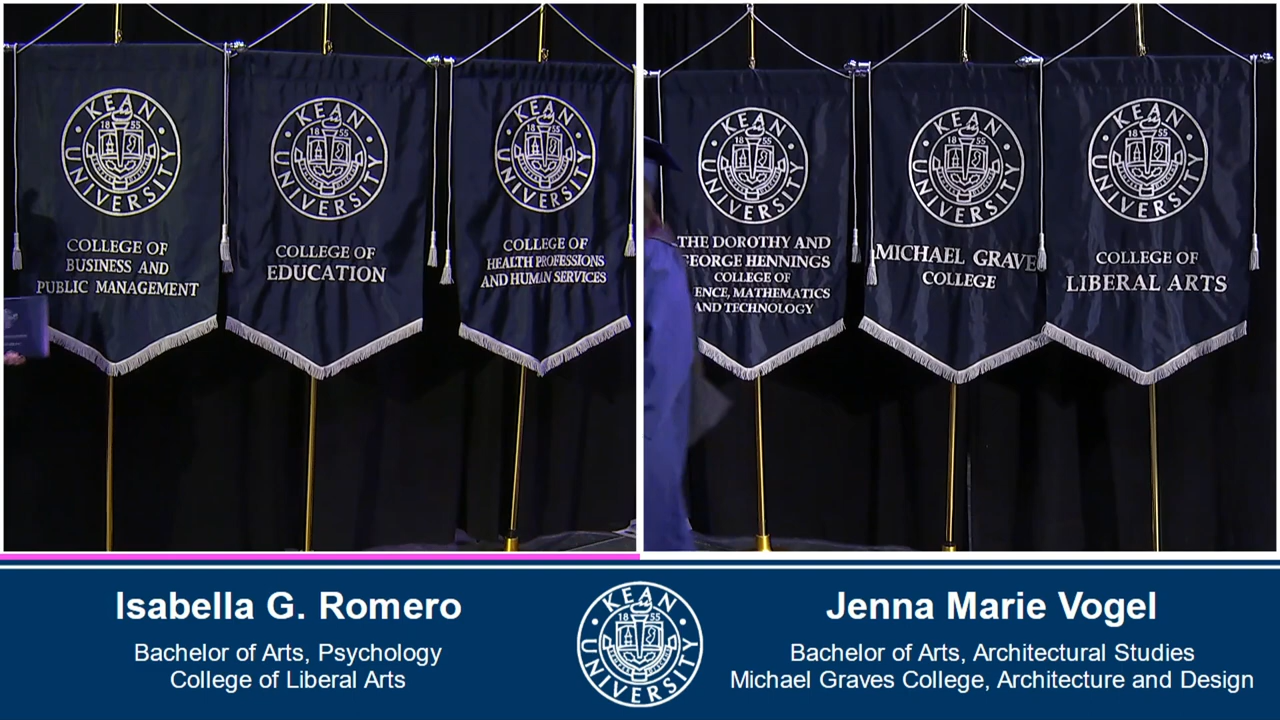 KEAN UNIVERSITY
1855
COLLEGE OF
BUSINESS AND
PUBLIC MANAGEMENT
KEAN UNIVERSITY
1855
COLLEGE OF
EDUCATION
KEAN UNIVERSITY
1855
COLLEGE OF
HEALTH PROFESSIONS
AND HUMAN SERVICES
KEAN UNIVERSITY
1855
THE DOROTHY AND
GEORGE HENNINGS
COLLEGE OF
ENCE, MATHEMATICS
AND TECHNOLOGY
KEAN UNIVERSITY
1855
MICHAEL GRAVE
COLLEGE
KEAN UNIVERSITY
1855
COLLEGE OF
LIBERAL ARTS
Isabella G. Romero
Bachelor of Arts, Psychology
College of Liberal Arts
KEAN UNIVERSITY
1855
Jenna Marie Vogel
Bachelor of Arts, Architectural Studies
Michael Graves College, Architecture and Design